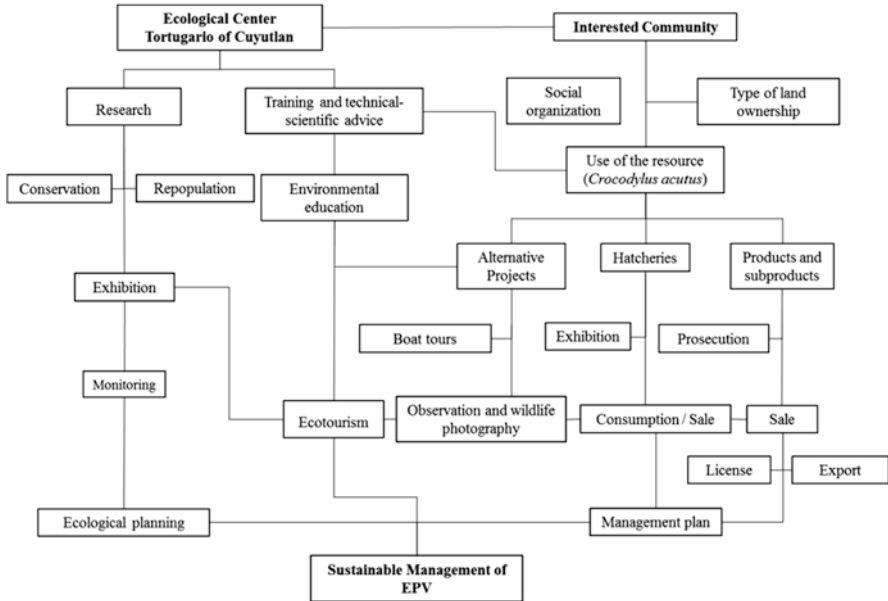 Ecological Center
Tortugario of Cuyutlan
Interested Community
Research
Training and technical-
scientific advice
Social
organization
Type of land
ownership
Conservation
Repopulation
Environmental
education
Use of the resource
(Crocodylus acutus)
Alternative
Projects
Hatcheries
Products and
subproducts
Exhibition
Boat tours
Exhibition
Prosecution
Monitoring
Ecotourism
Observation and wildlife
photography
Consumption / Sale
Sale
License
Export
Ecological planning
Management plan
Sustainable Management of
EPV